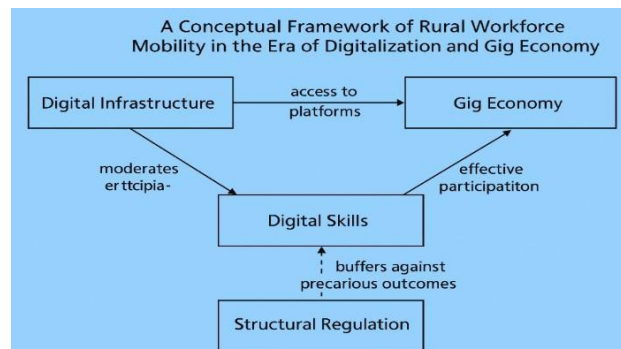 A Conceptual Framework of Rural Workforce
Mobility in the Era of Digitalization and Gig Economy
Digital Infrastructure
access to
platforms
Gig Economy
moderates
erttcipia-
effective
participatiton
Digital Skills
buffers against
precarious outcomes
Structural Regulation